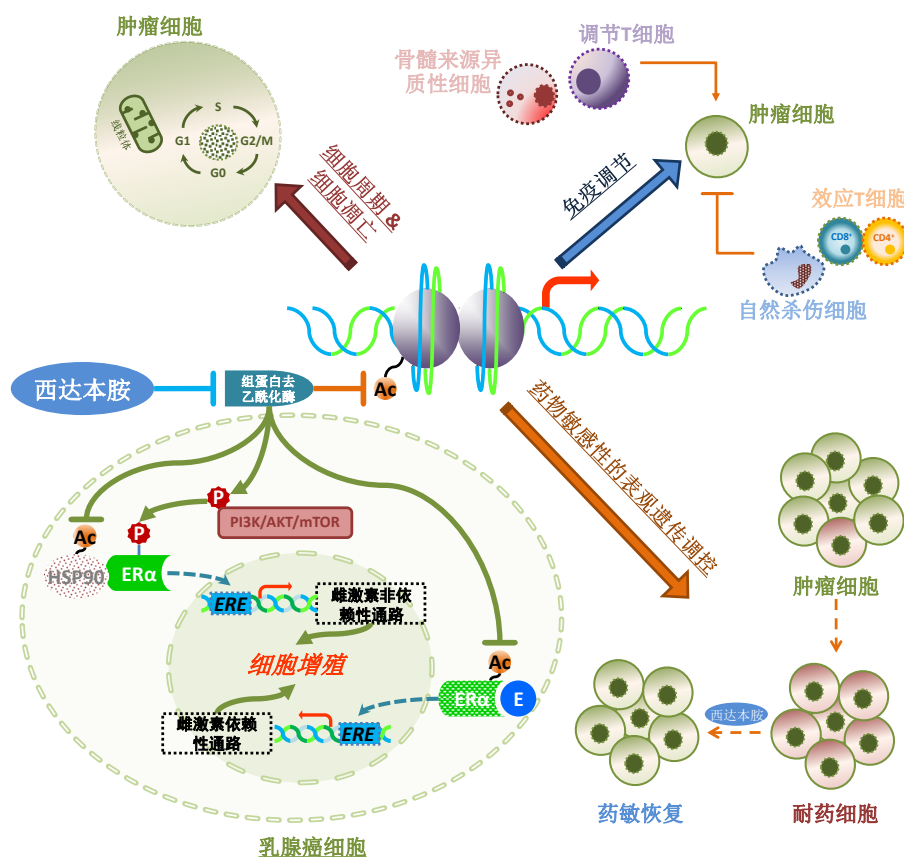 肿瘤细胞
线粒体
S
G1
G2/M
G0
细胞周期 &
细胞凋亡
骨髓来源异
质性细胞
调节T细胞
肿瘤细胞
免疫调节
效应T细胞
CD8⁺
CD4⁺
自然杀伤细胞
西达本胺
组蛋白去
乙酰化酶
Ac
药物敏感性的表观遗传调控
P
PI3K/AKT/mTOR
Ac
P
HSP90
ERα
ERE
雌激素非依
赖性通路
细胞增殖
Ac
ERα
E
雌激素依赖
性通路
ERE
乳腺癌细胞
肿瘤细胞
西达本胺
药敏恢复
耐药细胞